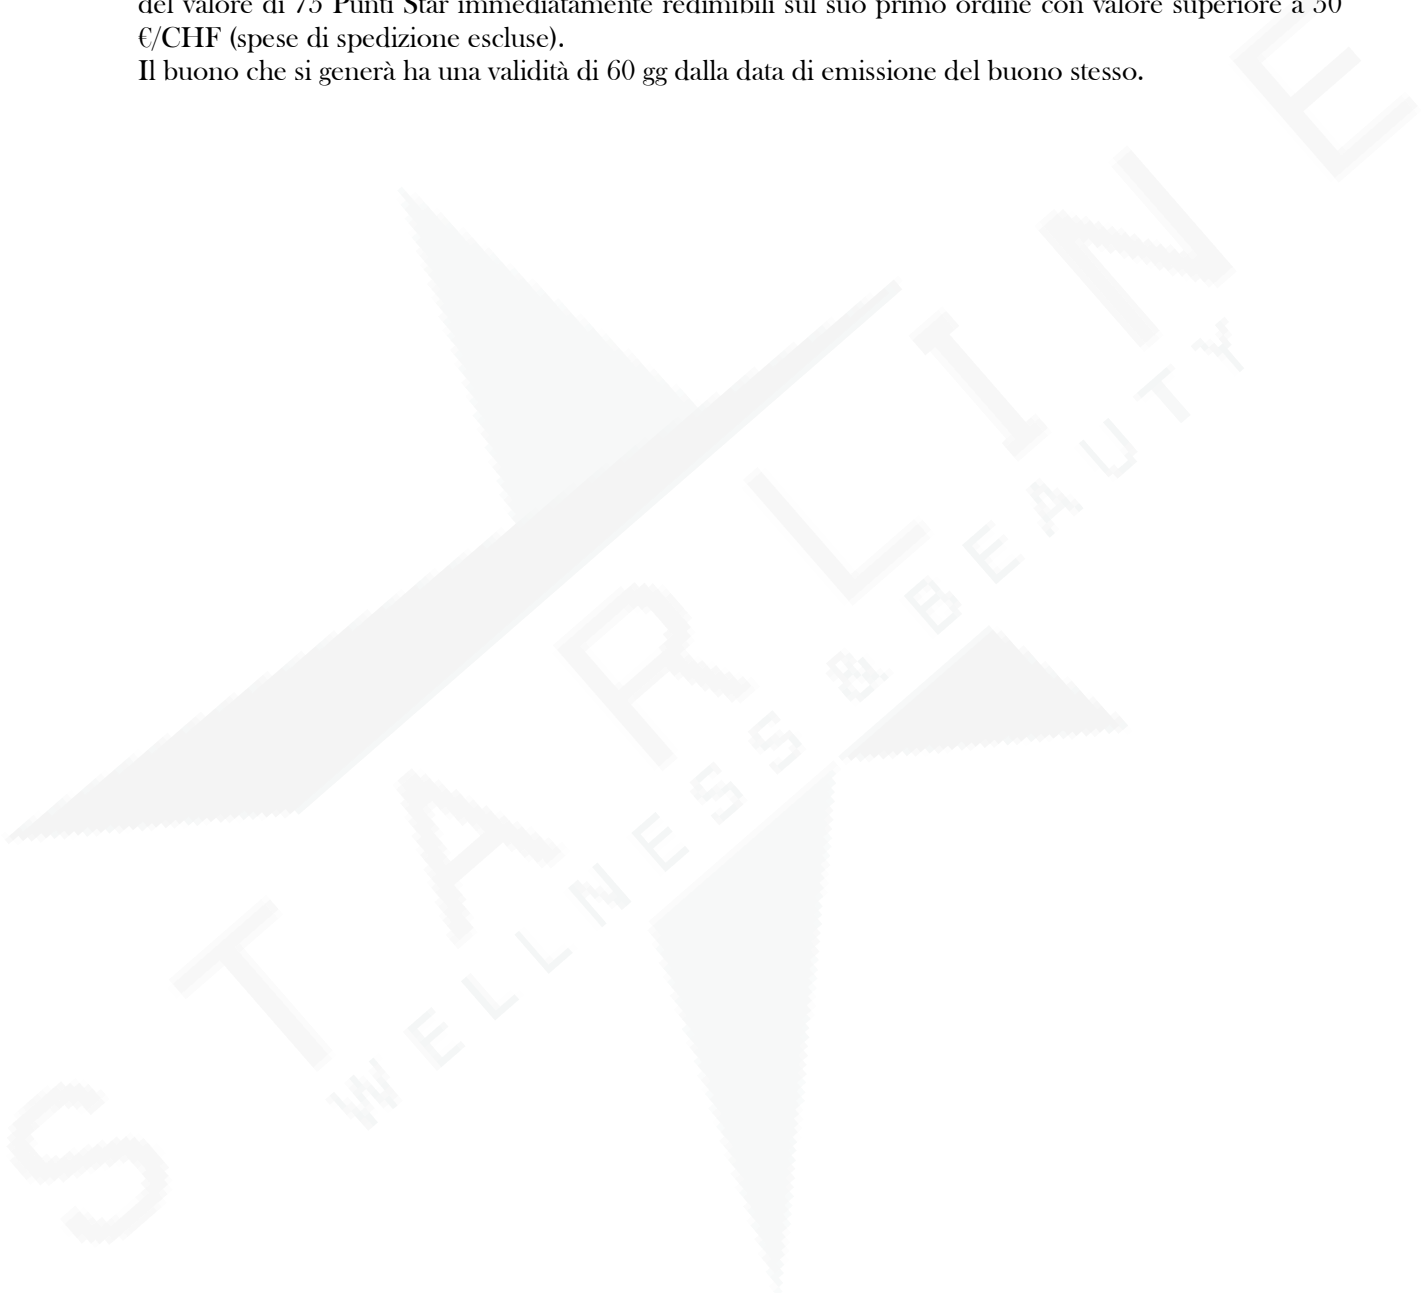 del valore di 75 Punti Star immediatamente redimibili sul suo primo ordine con valore superiore a 50
€/CHF (spese di spedizione escluse).
Il buono che si generà ha una validità di 60 gg dalla data di emissione del buono stesso.
STARLINE
WELLNESS & BEAUTY